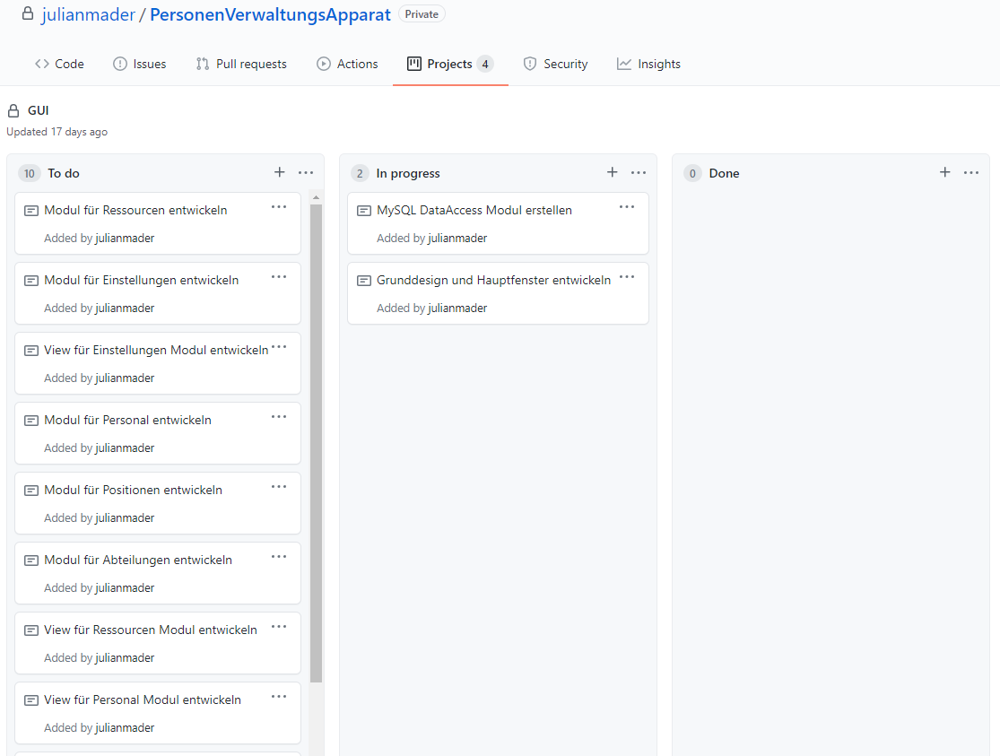 julianmader / PersonenVerwaltungsApparat Private
Code Issues Pull requests Actions Projects 4 Security Insights
GUI
Updated 17 days ago
10 To do
Modul für Ressourcen entwickeln
Added by julianmader
Modul für Einstellungen entwickeln
Added by julianmader
View für Einstellungen Modul entwickeln
Added by julianmader
Modul für Personal entwickeln
Added by julianmader
Modul für Positionen entwickeln
Added by julianmader
Modul für Abteilungen entwickeln
Added by julianmader
View für Ressourcen Modul entwickeln
Added by julianmader
View für Personal Modul entwickeln
Added by julianmader
2 In progress
MySQL DataAccess Modul erstellen
Added by julianmader
Grunddesign und Hauptfenster entwickeln
Added by julianmader
0 Done